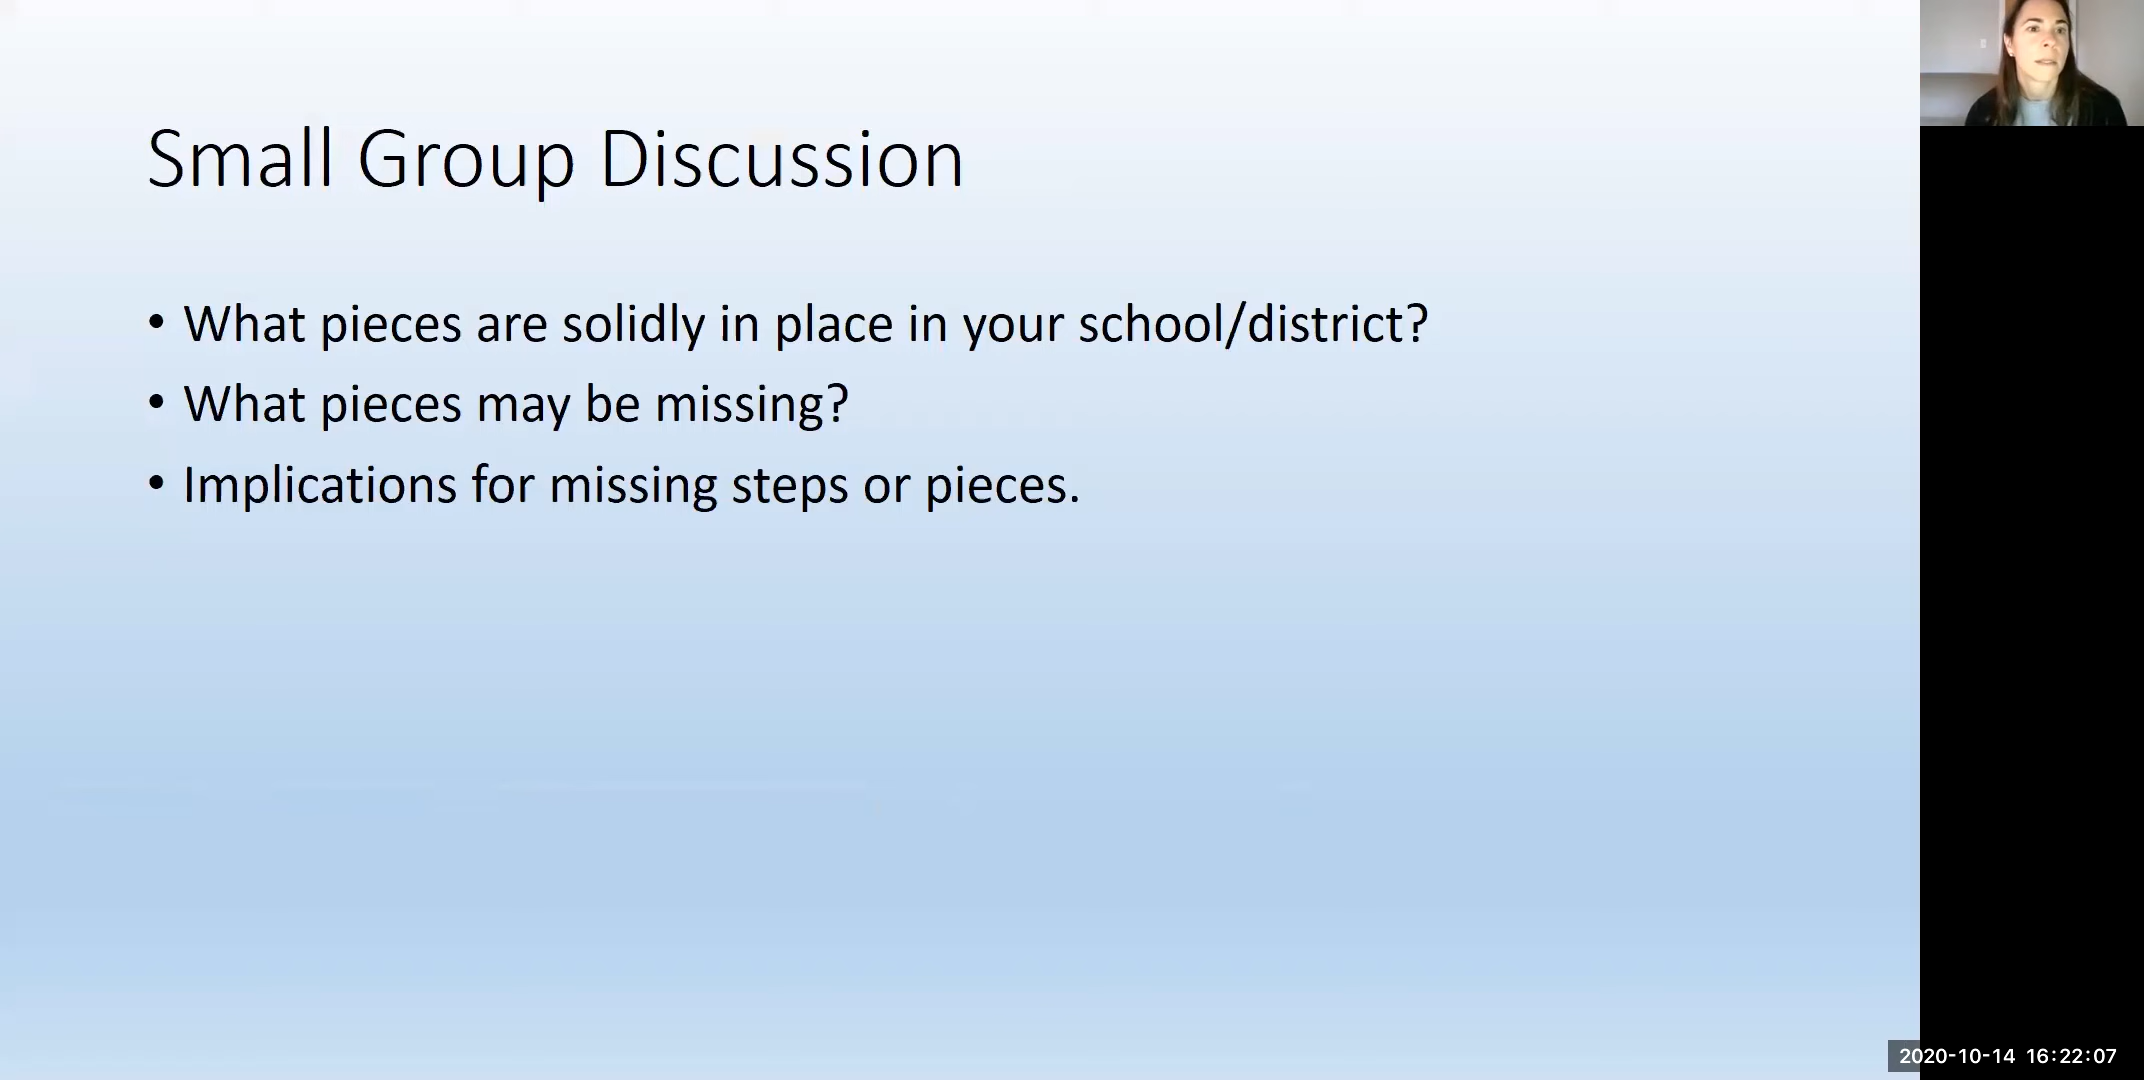 Small Group Discussion
• What pieces are solidly in place in your school/district?
• What pieces may be missing?
• Implications for missing steps or pieces.
2020-10-14 16:22:07